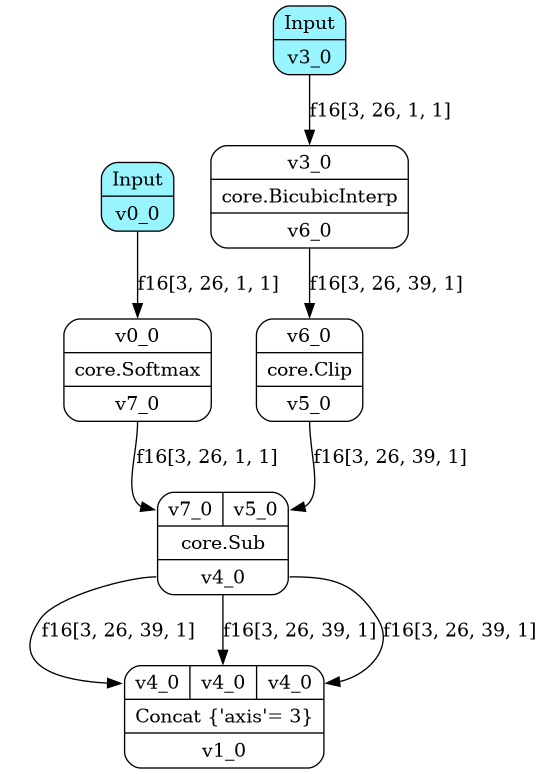 Input
v3_0
f16[3, 26, 1, 1]
Input
v0_0
v3_0
core.BicubicInterp
v6_0
f16[3, 26, 1, 1]
f16[3, 26, 39, 1]
v0_0
core.Softmax
v7_0
v6_0
core.Clip
v5_0
f16[3, 26, 1, 1]
f16[3, 26, 39, 1]
v7_0 v5_0
core.Sub
v4_0
f16[3, 26, 39, 1] f16[3, 26, 39, 1] f16[3, 26, 39, 1]
v4_0 v4_0 v4_0
Concat {'axis'= 3}
v1_0